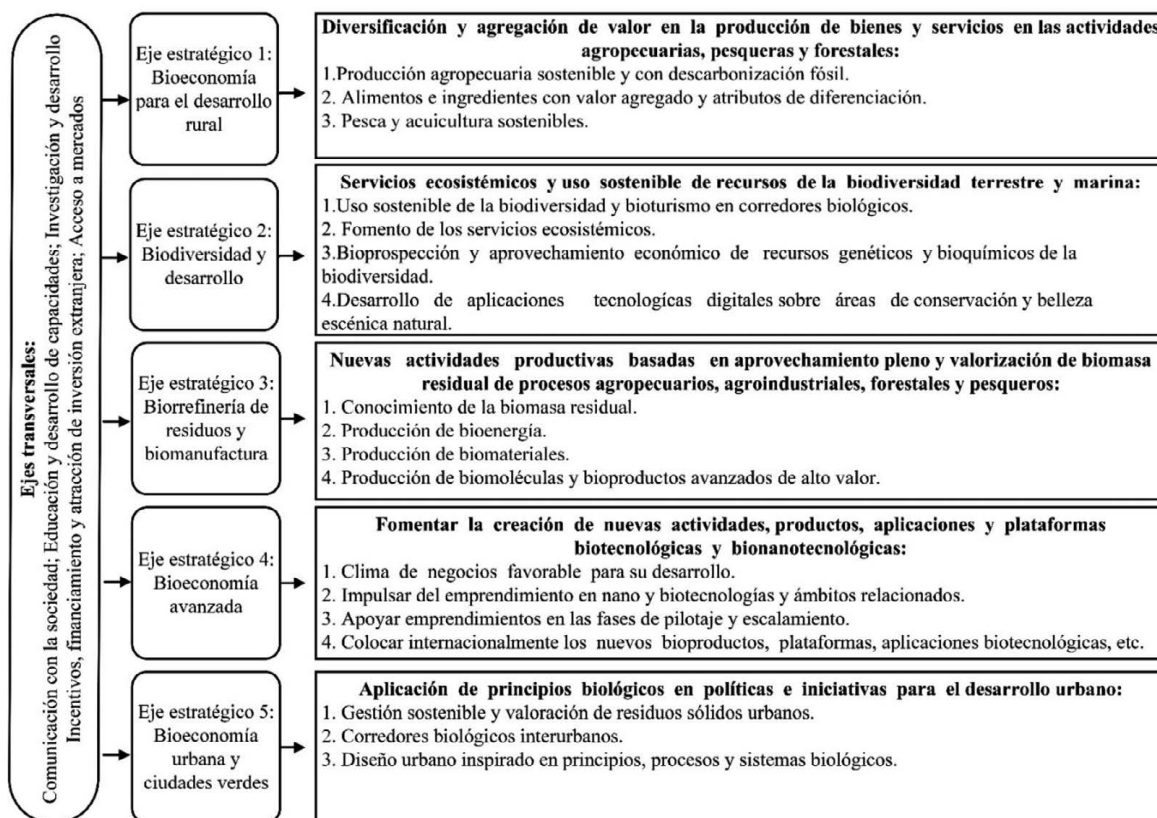 Ejes transversales:
Comunicación con la sociedad; Educación y desarrollo de capacidades; Investigación y desarrollo
Incentivos, financiamiento y atracción de inversión extranjera; Acceso a mercados
Eje estratégico 1:
Bioeconomía
para el desarrollo
rural
Diversificación y agregación de valor en la producción de bienes y servicios en las actividades
agropecuarias, pesqueras y forestales:
1.Producción agropecuaria sostenible y con descarbonización fósil.
2. Alimentos e ingredientes con valor agregado y atributos de diferenciación.
3. Pesca y acuicultura sostenibles.
Eje estratégico 2:
Biodiversidad y
desarrollo
Servicios ecosistémicos y uso sostenible de recursos de la biodiversidad terrestre y marina:
1.Uso sostenible de la biodiversidad y bioturismo en corredores biológicos.
2. Fomento de los servicios ecosistémicos.
3.Bioprospección y aprovechamiento económico de recursos genéticos y bioquímicos de la
biodiversidad.
4.Desarrollo de aplicaciones tecnologícas digitales sobre áreas de conservación y belleza
escénica natural.
Eje estratégico 3:
Biorrefinería de
residuos y
biomanufactura
Nuevas actividades productivas basadas en aprovechamiento pleno y valorización de biomasa
residual de procesos agropecuarios, agroindustriales, forestales y pesqueros:
1. Conocimiento de la biomasa residual.
2. Producción de bioenergía.
3. Producción de biomateriales.
4. Producción de biomoléculas y bioproductos avanzados de alto valor.
Eje estratégico 4:
Bioeconomía
avanzada
Fomentar la creación de nuevas actividades, productos, aplicaciones y plataformas
biotecnológicas y bionanotecnológicas:
1. Clima de negocios favorable para su desarrollo.
2. Impulsar del emprendimiento en nano y biotecnologías y ámbitos relacionados.
3. Apoyar emprendimientos en las fases de pilotaje y escalamiento.
4. Colocar internacionalmente los nuevos bioproductos, plataformas, aplicaciones biotecnológicas, etc.
Eje estratégico 5:
Bioeconomía
urbana y
ciudades verdes
Aplicación de principios biológicos en políticas e iniciativas para el desarrollo urbano:
1. Gestión sostenible y valoración de residuos sólidos urbanos.
2. Corredores biológicos interurbanos.
3. Diseño urbano inspirado en principios, procesos y sistemas biológicos.